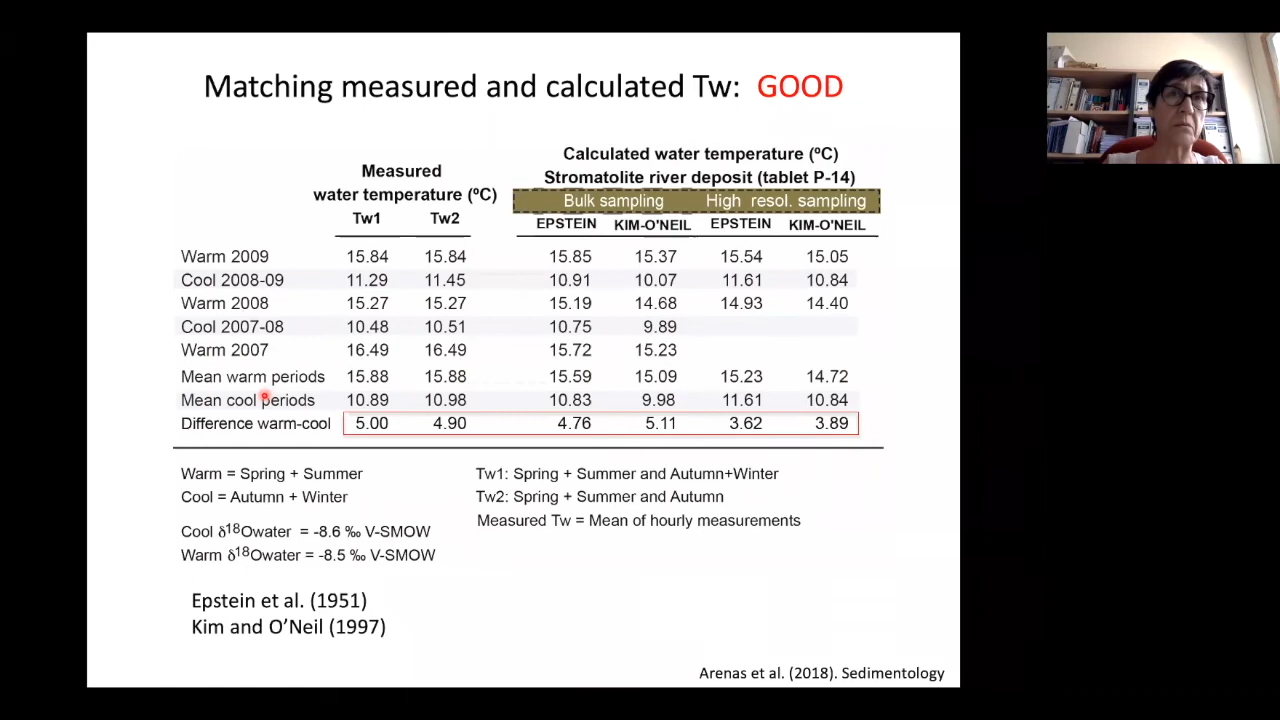 Matching measured and calculated Tw: GOOD
Measured
water temperature (ºC)
Tw1 Tw2
Calculated water temperature (ºC)
Stromatolite river deposit (tablet P-14)
Bulk sampling High resol. sampling
EPSTEIN KIM-O'NEIL EPSTEIN KIM-O'NEIL
Warm 2009 15.84 15.84 15.85 15.37 15.54 15.05
Cool 2008-09 11.29 11.45 10.91 10.07 11.61 10.84
Warm 2008 15.27 15.27 15.19 14.68 14.93 14.40
Cool 2007-08 10.48 10.51 10.75 9.89
Warm 2007 16.49 16.49 15.72 15.23
Mean warm periods 15.88 15.88 15.59 15.09 15.23 14.72
Mean cool periods 10.89 10.98 10.83 9.98 11.61 10.84
Difference warm-cool 5.00 4.90 4.76 5.11 3.62 3.89
Warm = Spring + Summer
Cool = Autumn + Winter
Cool δ18Owater = -8.6 ‰ V-SMOW
Warm δ18Owater = -8.5 ‰ V-SMOW
Tw1: Spring + Summer and Autumn+Winter
Tw2: Spring + Summer and Autumn
Measured Tw = Mean of hourly measurements
Epstein et al. (1951)
Kim and O’Neil (1997)
Arenas et al. (2018). Sedimentology